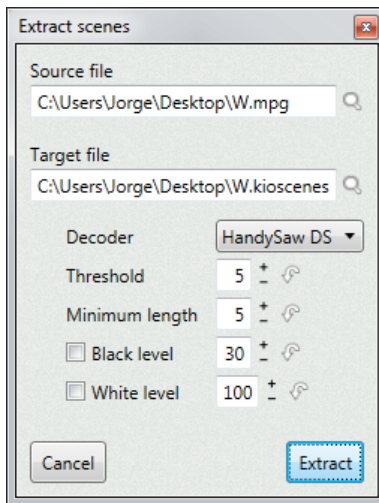 Extract scenes
Source file
C:\Users\Jorge\Desktop\W.mpg
Target file
C:\Users\Jorge\Desktop\W.kioscenes
Decoder HandySaw DS
Threshold 5 + -
Minimum length 5 + -
Black level 30 + -
White level 100 + -
Cancel Extract